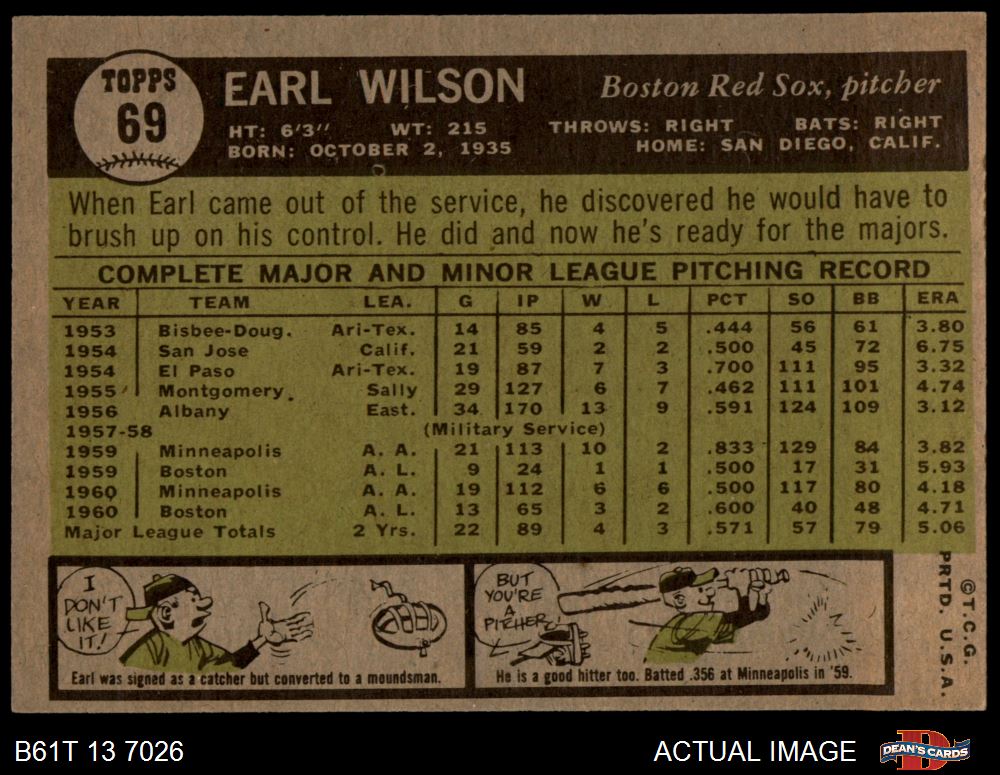 TOPPS
69
EARL WILSON
Boston Red Sox, pitcher
HT: 6'3" WT: 215 THROWS: RIGHT BATS: RIGHT
BORN: OCTOBER 2, 1935 HOME: SAN DIEGO, CALIF.
When Earl came out of the service, he discovered he would have to
brush up on his control. He did and now he's ready for the majors.
COMPLETE MAJOR AND MINOR LEAGUE PITCHING RECORD
YEAR TEAM LEA. G IP W L PCT SO BB ERA
1953 Bisbee-Doug. Ari-Tex. 14 85 4 5 .444 56 61 3.80
1954 San Jose Calif. 21 59 2 2 .500 45 72 6.75
1954 El Paso Ari-Tex. 19 87 7 3 .700 111 95 3.32
1955 Montgomery. Sally 29 127 6 7 .462 111 101 4.74
1956 Albany East. 34 170 13 9 .591 124 109 3.12
1957-58 (Military Service)
1959 Minneapolis A. A. 21 113 10 2 .833 129 84 3.82
1959 Boston A. L. 9 24 1 1 .500 17 31 5.93
1960 Minneapolis A. A. 19 112 6 6 .500 117 80 4.18
1960 Boston A. L. 13 65 3 2 .600 40 48 4.71
Major League Totals 2 Yrs. 22 89 4 3 .571 57 79 5.06
I
DON'T
LIKE
IT!
Earl was signed as a catcher but converted to a moundsman.
BUT
YOU'RE
A
PITCHER
He is a good hitter too. Batted .356 at Minneapolis in '59.
©T.C.G.
PRTD. U.S.A.
B61T 13 7026
ACTUAL IMAGE
D
DEAN'S CARDS